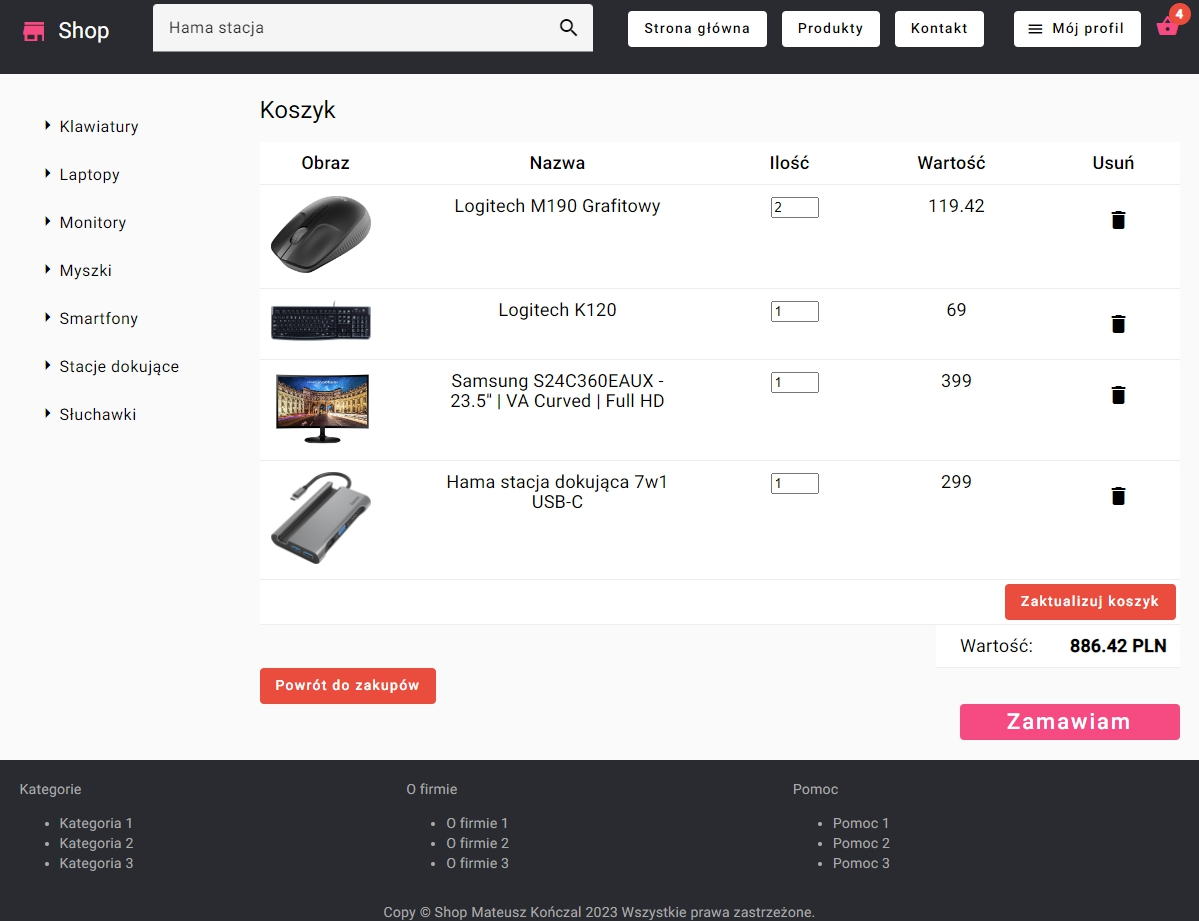 Shop
Hama stacja
Strona główna
Produkty
Kontakt
Mój profil
4
Klawiatury
Laptopy
Monitory
Myszki
Smartfony
Stacje dokujące
Słuchawki
Koszyk
Obraz Nazwa Ilość Wartość Usuń
Logitech M190 Grafitowy 2 119.42
Logitech K120 1 69
Samsung S24C360EAUX - 1 399
23.5" | VA Curved | Full HD
Hama stacja dokująca 7w1 1 299
USB-C
Zaktualizuj koszyk
Wartość: 886.42 PLN
Powrót do zakupów
Zamawiam
Kategorie
Kategoria 1
Kategoria 2
Kategoria 3
O firmie
O firmie 1
O firmie 2
O firmie 3
Pomoc
Pomoc 1
Pomoc 2
Pomoc 3
Copy © Shop Mateusz Kończal 2023 Wszystkie prawa zastrzeżone.